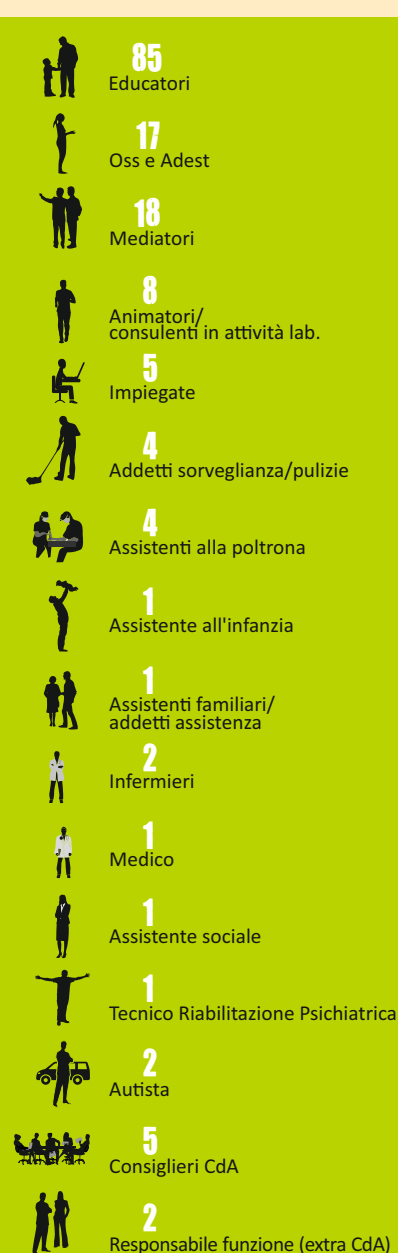 85
Educatori
17
Oss e Adest
18
Mediatori
8
Animatori/
consulenti in attività lab.
5
Impiegate
4
Addetti sorveglianza/pulizie
4
Assistenti alla poltrona
1
Assistente all'infanzia
1
Assistenti familiari/
addetti assistenza
2
Infermieri
1
Medico
1
Assistente sociale
1
Tecnico Riabilitazione Psichiatrica
2
Autista
5
Consiglieri CdA
2
Responsabile funzione (extra CdA)